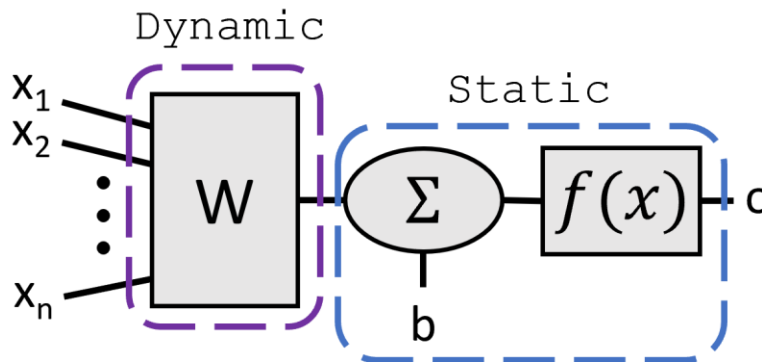 Dynamic
Static
x₁
x₂
xₙ
W
Σ
f(x)
b